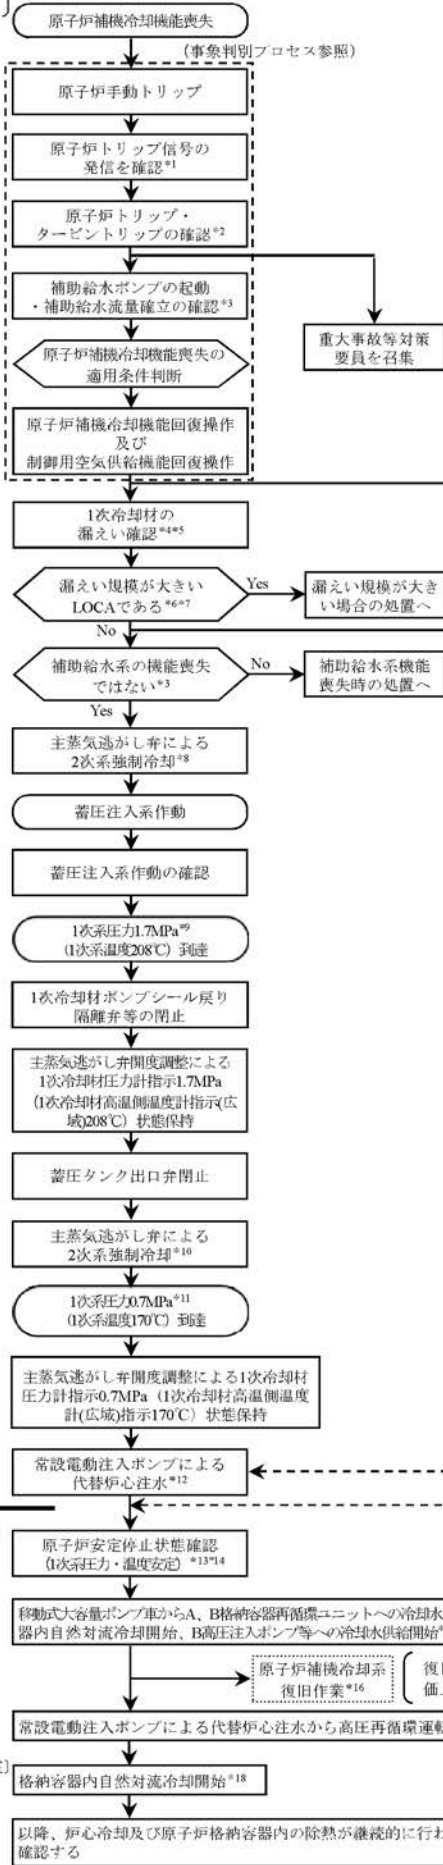 原子炉補機冷却機能喪失
(事象判別プロセス参照)
原子炉手動トリップ
原子炉トリップ信号の
発信を確認*1
原子炉トリップ・
タービントリップの確認*2
補助給水ポンプの起動
・補助給水流量確立の確認*3
重大事故等対策
要員を召集
原子炉補機冷却機能喪失の
適用条件判断
原子炉補機冷却機能回復操作
及び
制御用空気供給機能回復操作
1次冷却材の
漏えい確認*4*5
漏えい規模が大きい
LOCAである*6*7
Yes
漏えい規模が大き
い場合の処置へ
No
補助給水系の機能喪失
ではない*3
No
補助給水系機能
喪失時の処置へ
Yes
主蒸気逃がし弁による
2次系強制冷却*8
蓄圧注入系作動
蓄圧注入系作動の確認
1次系圧力1.7MPa*9
(1次系温度208℃) 到達
1次冷却材ポンプシール戻り
隔離弁等の閉止
主蒸気逃がし弁開度調整による
1次冷却材圧力計指示1.7MPa
(1次冷却材高温側温度計指示(広
域)208℃) 状態保持
蓄圧タンク出口弁閉止
主蒸気逃がし弁による
2次系強制冷却*10
1次系圧力0.7MPa*11
(1次系温度170℃) 到達
主蒸気逃がし弁開度調整による1次冷却材
圧力計指示0.7MPa (1次冷却材高温側温度
計(広域)指示170℃) 状態保持
常設電動注入ポンプによる
代替炉心注水*12
原子炉安定停止状態確認
(1次系圧力・温度安定) *13*14
移動式大容量ポンプ車からA、B格納容器再循環ユニットへの冷却水
器内自然対流冷却開始、B高圧注入ポンプ等への冷却水供給開始*
原子炉補機冷却系
復旧作業*16
復
価
常設電動注入ポンプによる代替炉心注水から高圧再循環運転
格納容器内自然対流冷却開始*18
以降、炉心冷却及び原子炉格納容器内の除熱が継続的に行わ
確認する